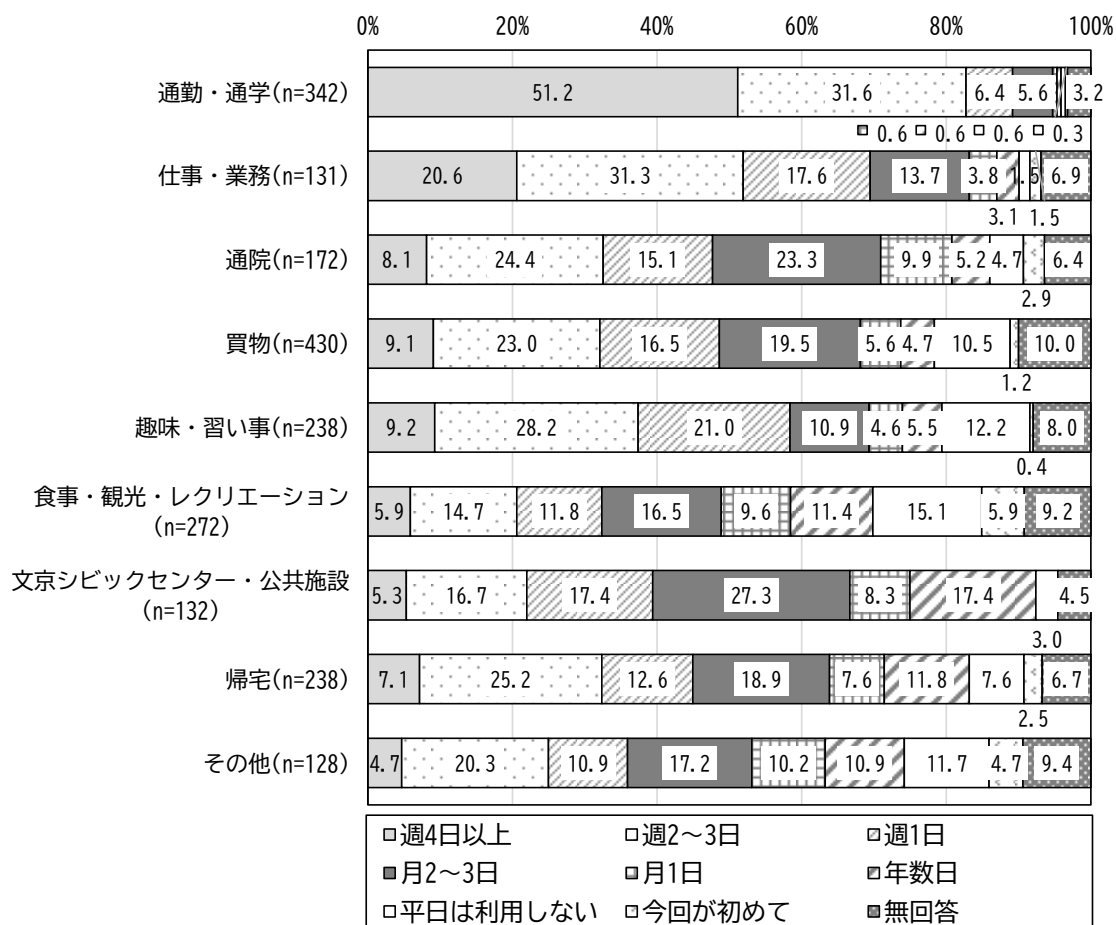 0% 20% 40% 60% 80% 100%
通勤・通学(n=342) 51.2 31.6 6.4 5.6 3.2
0.6 0.6 0.6 0.3
仕事・業務(n=131) 20.6 31.3 17.6 13.7 3.8 1.5 6.9
3.1 1.5
通院(n=172) 8.1 24.4 15.1 23.3 9.9 5.2 4.7 6.4
2.9
買物(n=430) 9.1 23.0 16.5 19.5 5.6 4.7 10.5 10.0
1.2
趣味・習い事(n=238) 9.2 28.2 21.0 10.9 4.6 5.5 12.2 8.0
0.4
食事・観光・レクリエーション
(n=272) 5.9 14.7 11.8 16.5 9.6 11.4 15.1 5.9 9.2
文京シビックセンター・公共施設
(n=132) 5.3 16.7 17.4 27.3 8.3 17.4 4.5
3.0
帰宅(n=238) 7.1 25.2 12.6 18.9 7.6 11.8 7.6 6.7
2.5
その他(n=128) 4.7 20.3 10.9 17.2 10.2 10.9 11.7 4.7 9.4
週4日以上 週2～3日 週1日
月2～3日 月1日 年数日
平日は利用しない 今回が初めて 無回答